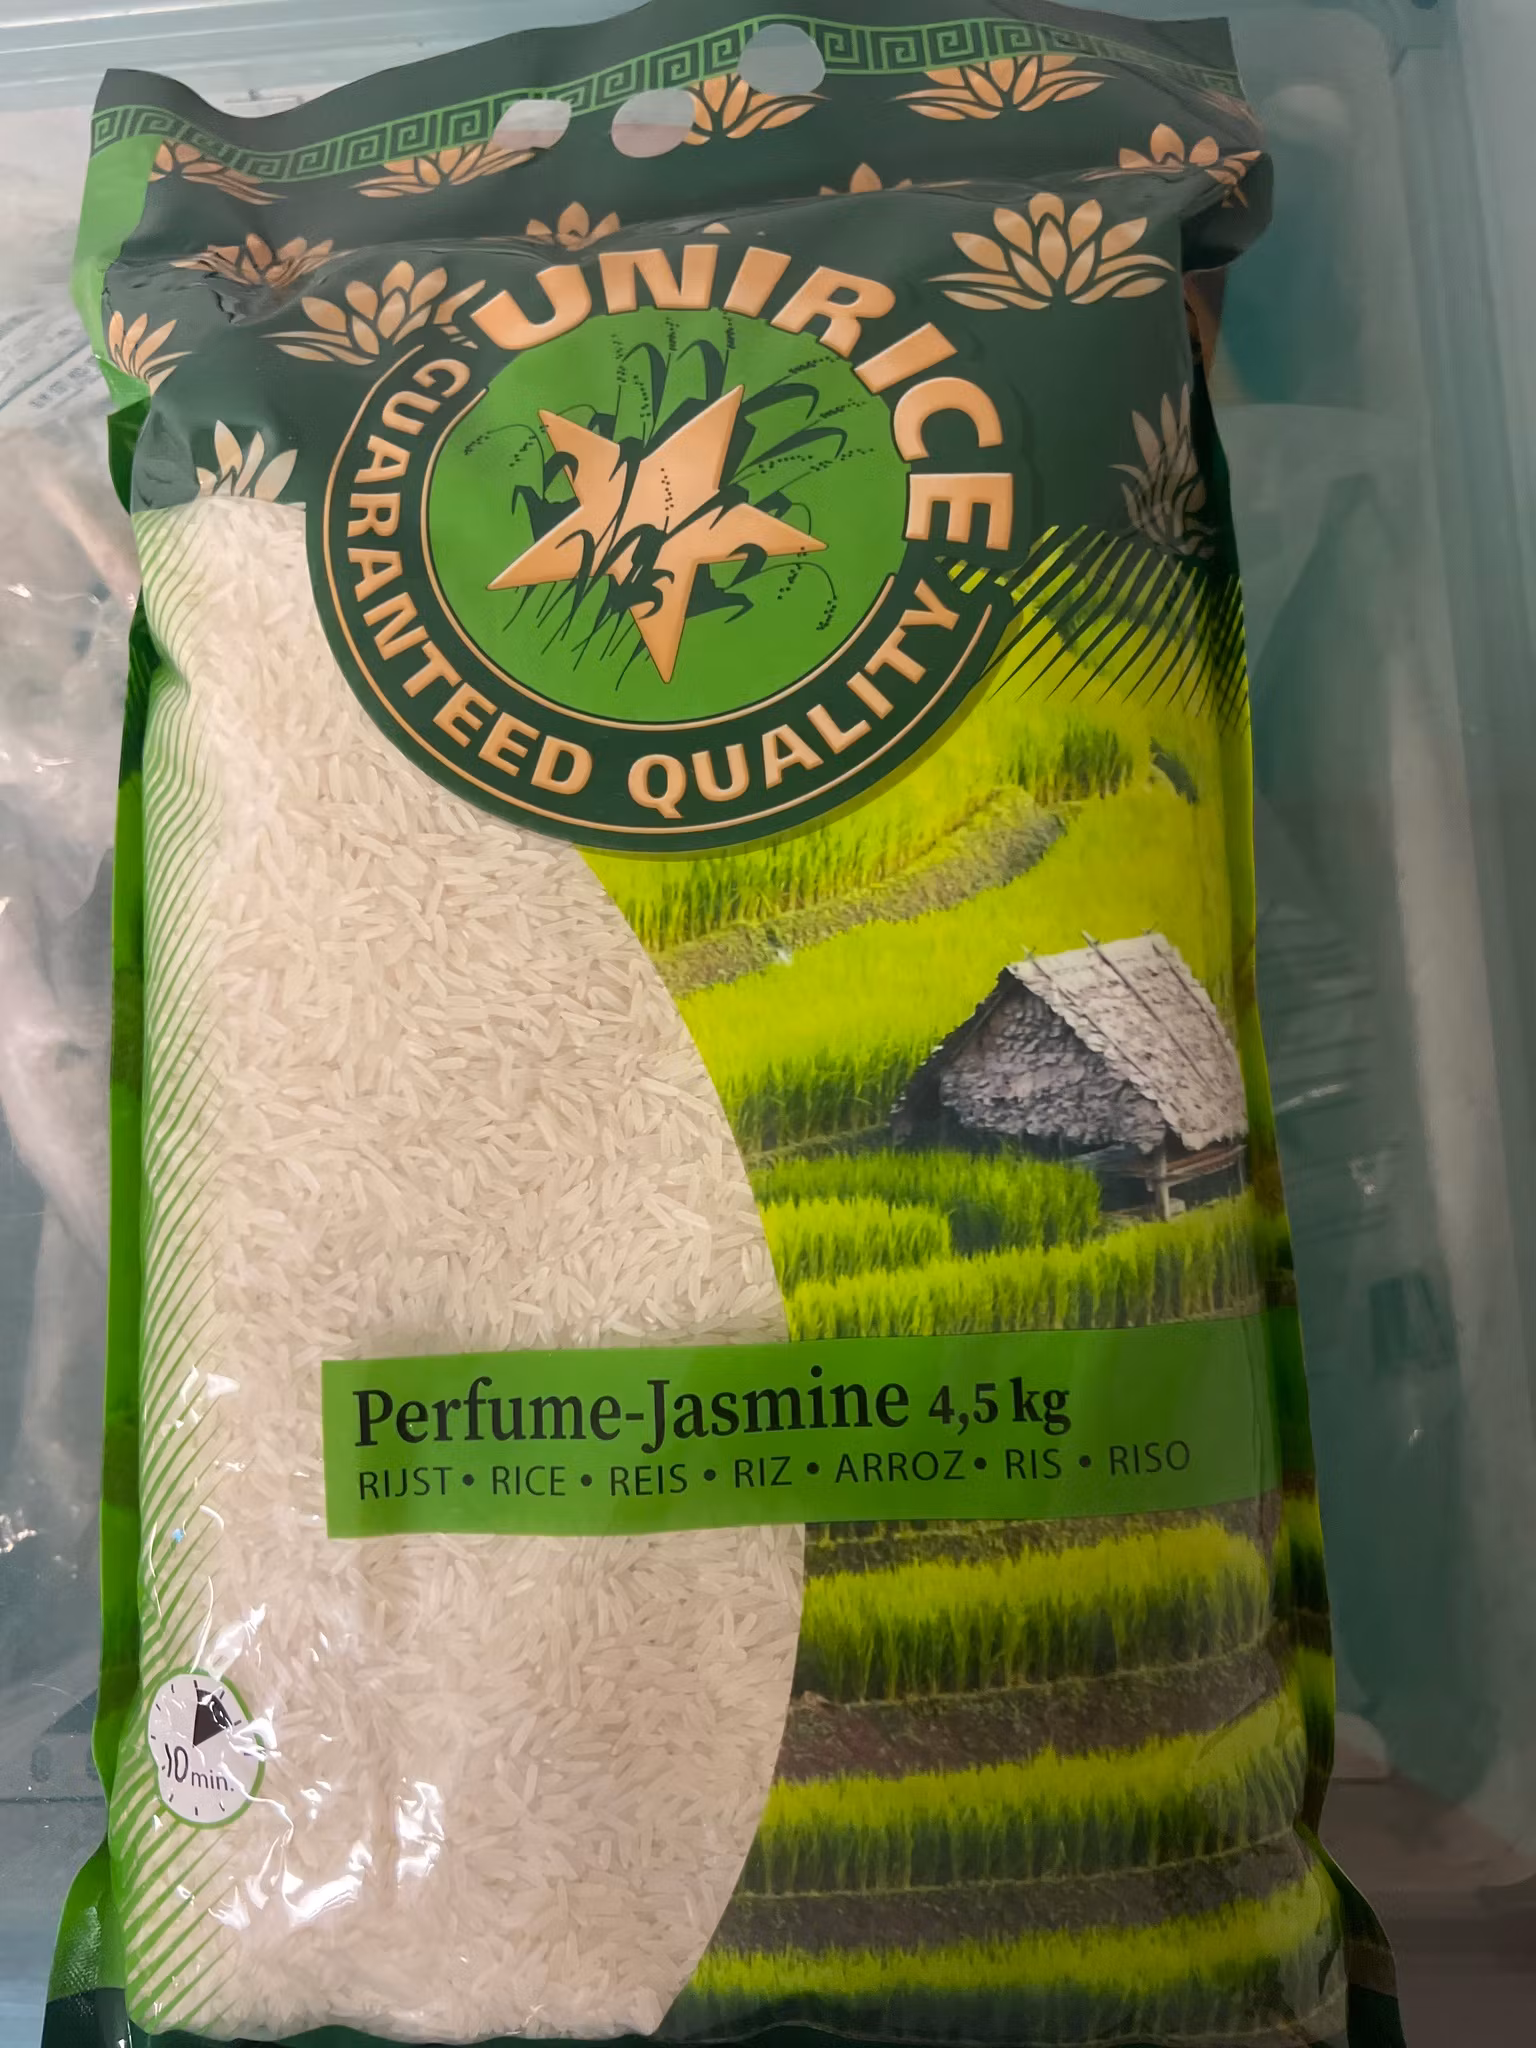 UNIRICE
GUARANTEED QUALITY
Perfume-Jasmine 4,5 kg
RIJST • RICE • REIS • RIZ • ARROZ • RIS • RISO
10 min.